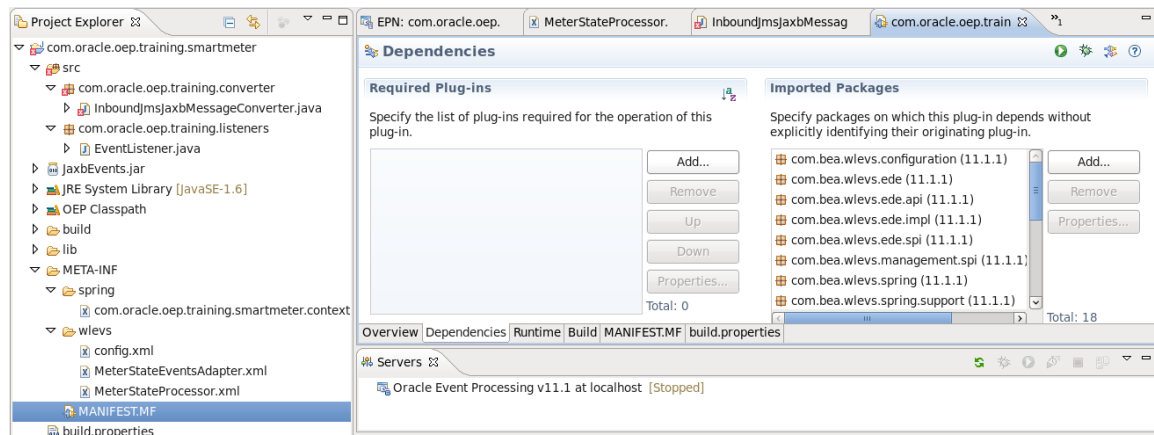 Project Explorer
com.oracle.oep.training.smartmeter
src
com.oracle.oep.training.converter
InboundJmsJaxbMessageConverter.java
com.oracle.oep.training.listeners
EventListener.java
JaxbEvents.jar
JRE System Library [JavaSE-1.6]
OEP Classpath
build
lib
META-INF
spring
com.oracle.oep.training.smartmeter.context
wlevs
config.xml
MeterStateEventsAdapter.xml
MeterStateProcessor.xml
MANIFEST.MF
build.properties
EPN: com.oracle.oep.
MeterStateProcessor.
InboundJmsJaxbMessag
com.oracle.oep.train
»1
Dependencies
Required Plug-ins
Specify the list of plug-ins required for the operation of this
plug-in.
Add...
Remove
Up
Down
Properties...
Total: 0
Imported Packages
Specify packages on which this plug-in depends without
explicitly identifying their originating plug-in.
com.bea.wlevs.configuration (11.1.1)
com.bea.wlevs.ede (11.1.1)
com.bea.wlevs.ede.api (11.1.1)
com.bea.wlevs.ede.impl (11.1.1)
com.bea.wlevs.ede.spi (11.1.1)
com.bea.wlevs.management.spi (11.1.1)
com.bea.wlevs.spring (11.1.1)
com.bea.wlevs.spring.support (11.1.1)
Add...
Remove
Properties...
Total: 18
Overview Dependencies Runtime Build MANIFEST.MF build.properties
Servers
Oracle Event Processing v11.1 at localhost [Stopped]